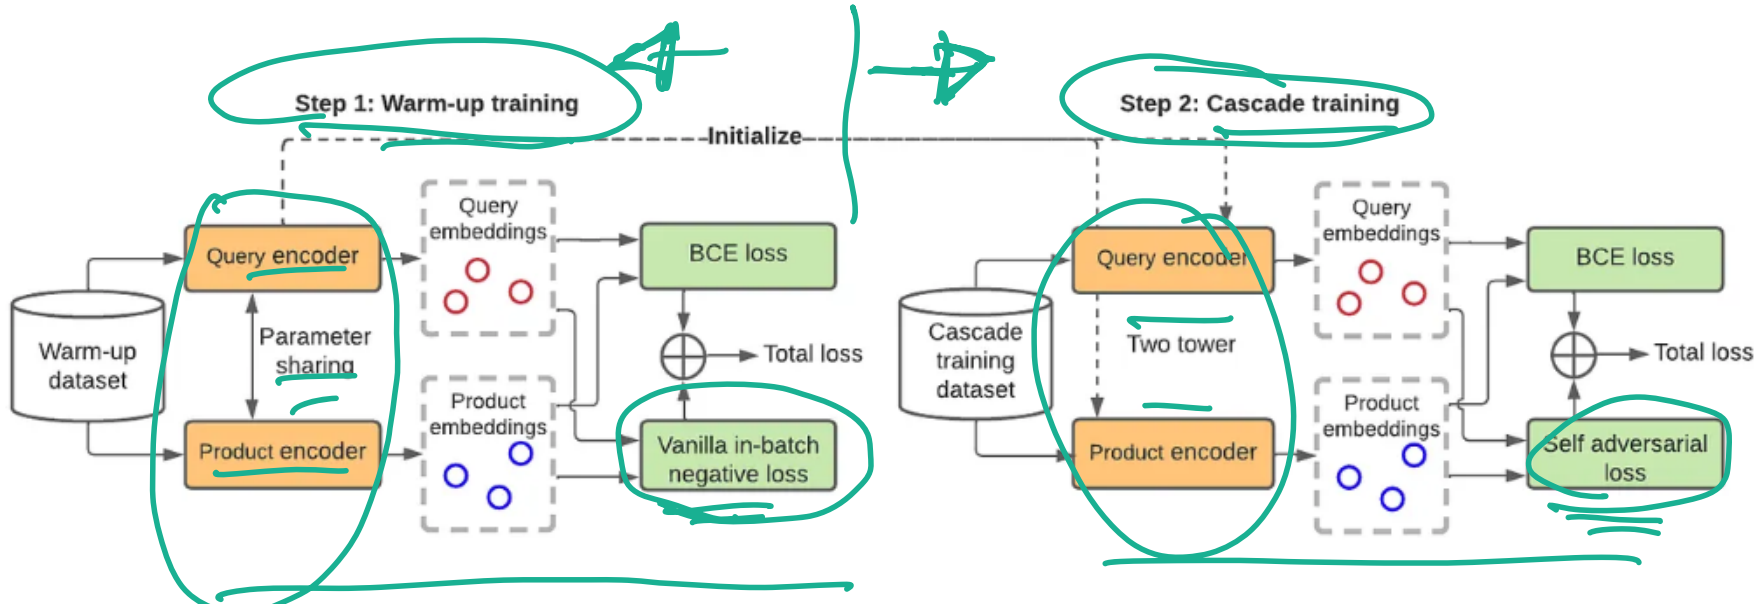 Step 1: Warm-up training
Step 2: Cascade training
Initialize
Query encoder
Parameter
sharing
Product encoder
Warm-up
dataset
Query
embeddings
Product
embeddings
BCE loss
Total loss
Vanilla in-batch
negative loss
Cascade
training
dataset
Query encoder
Two tower
Product encoder
Query
embeddings
Product
embeddings
BCE loss
Total loss
Self adversarial
loss